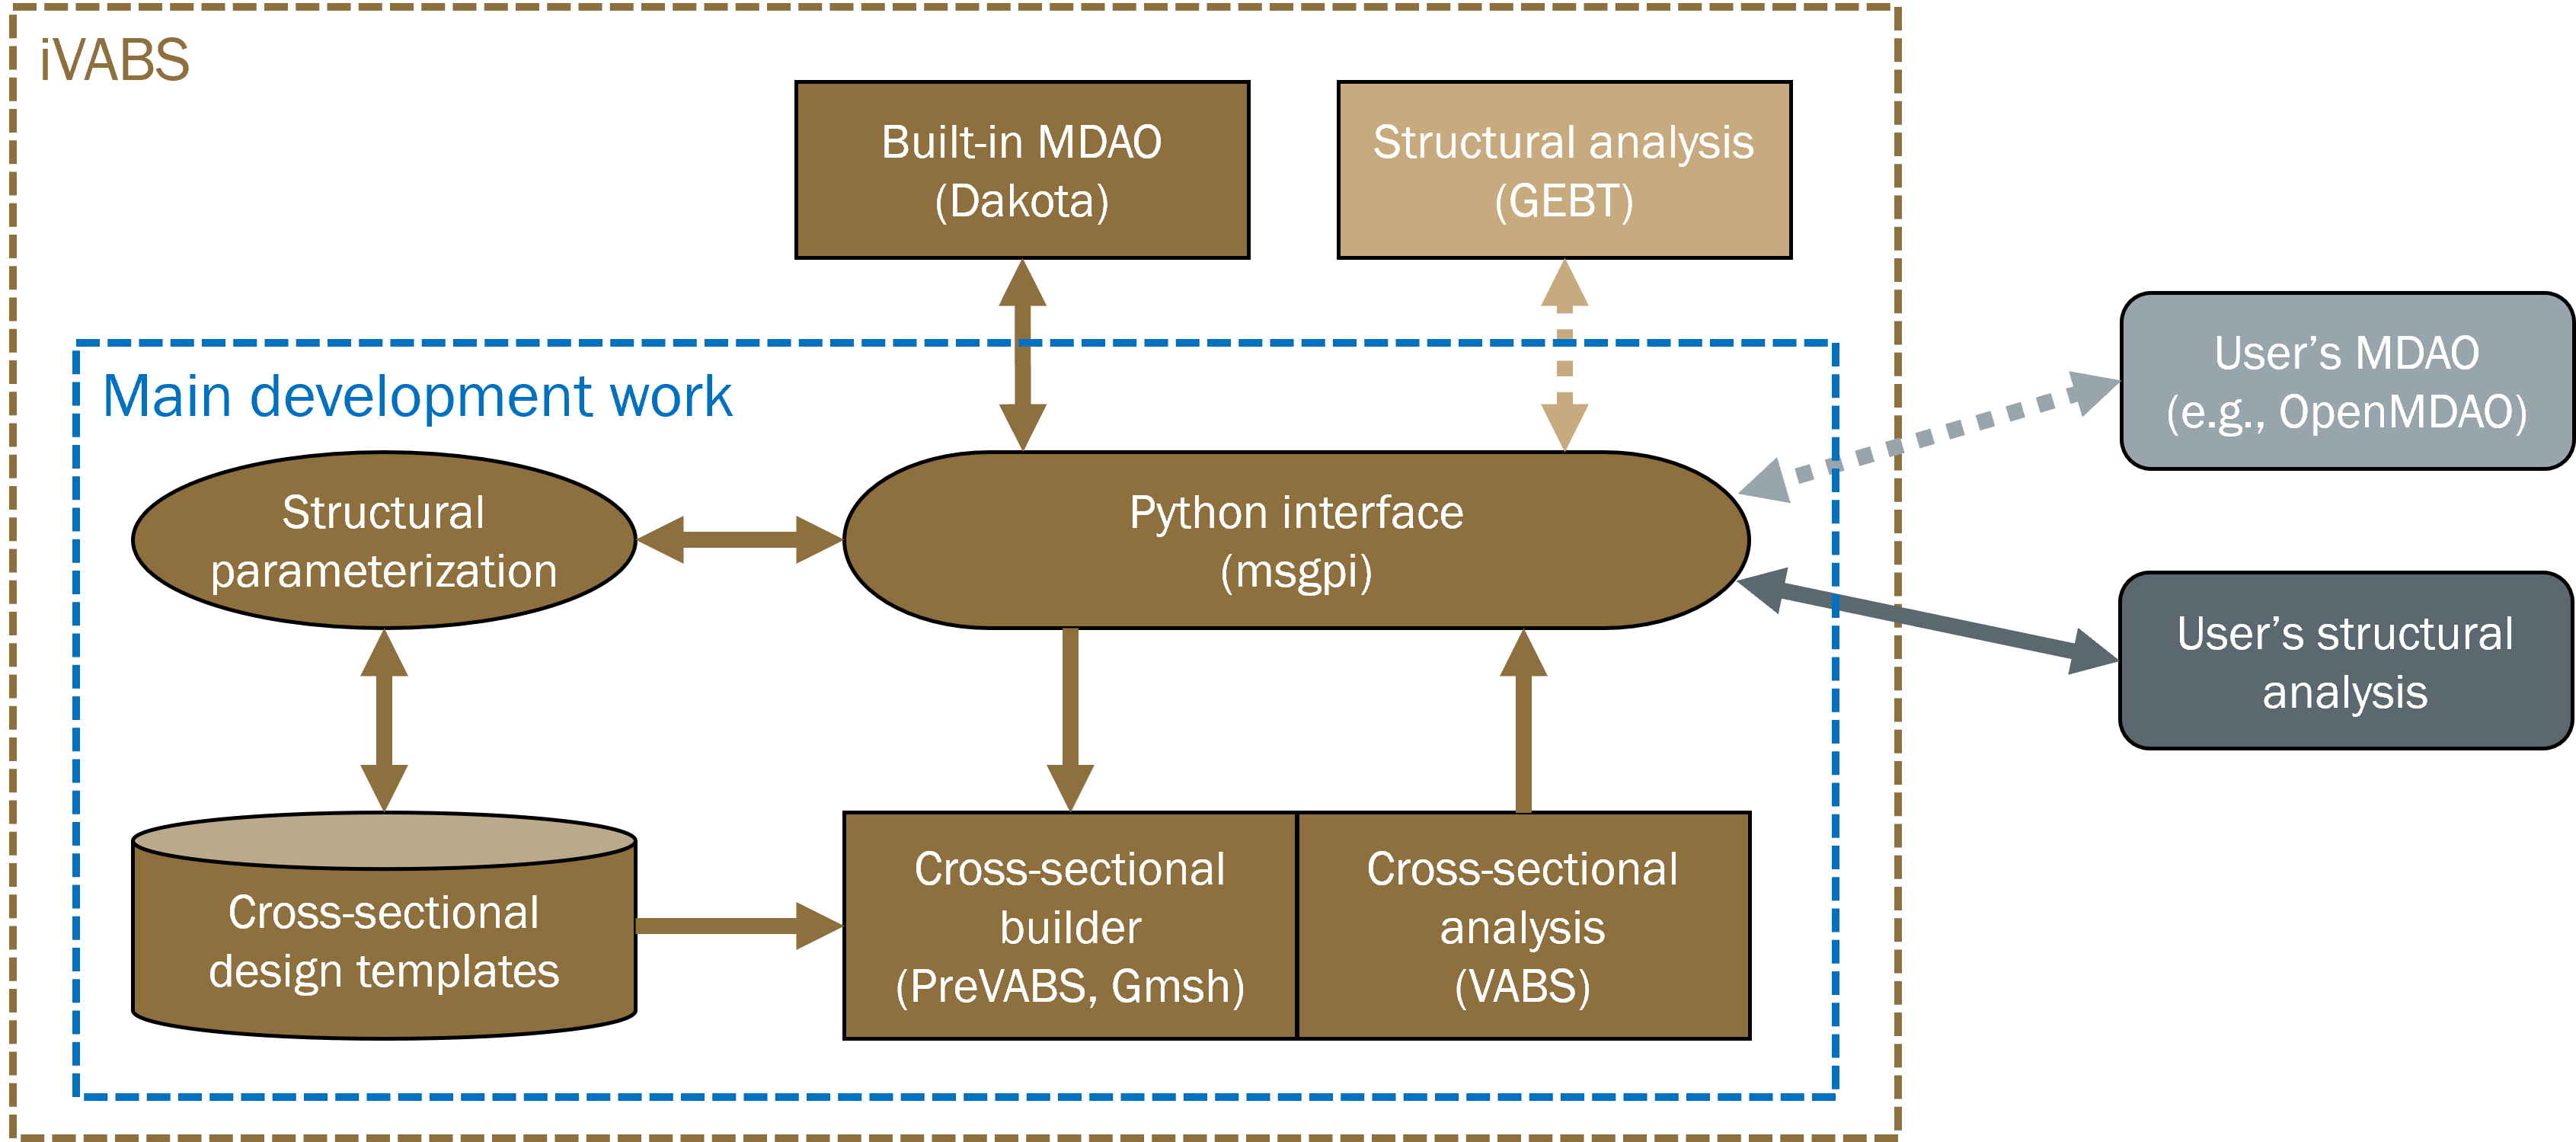 iVABS
Built-in MDAO
(Dakota)
Structural analysis
(GEBT)
User’s MDAO
(e.g., OpenMDAO)
Main development work
Structural
parameterization
Python interface
(msgpi)
User’s structural
analysis
Cross-sectional
design templates
Cross-sectional
builder
(PreVABS, Gmsh)
Cross-sectional
analysis
(VABS)